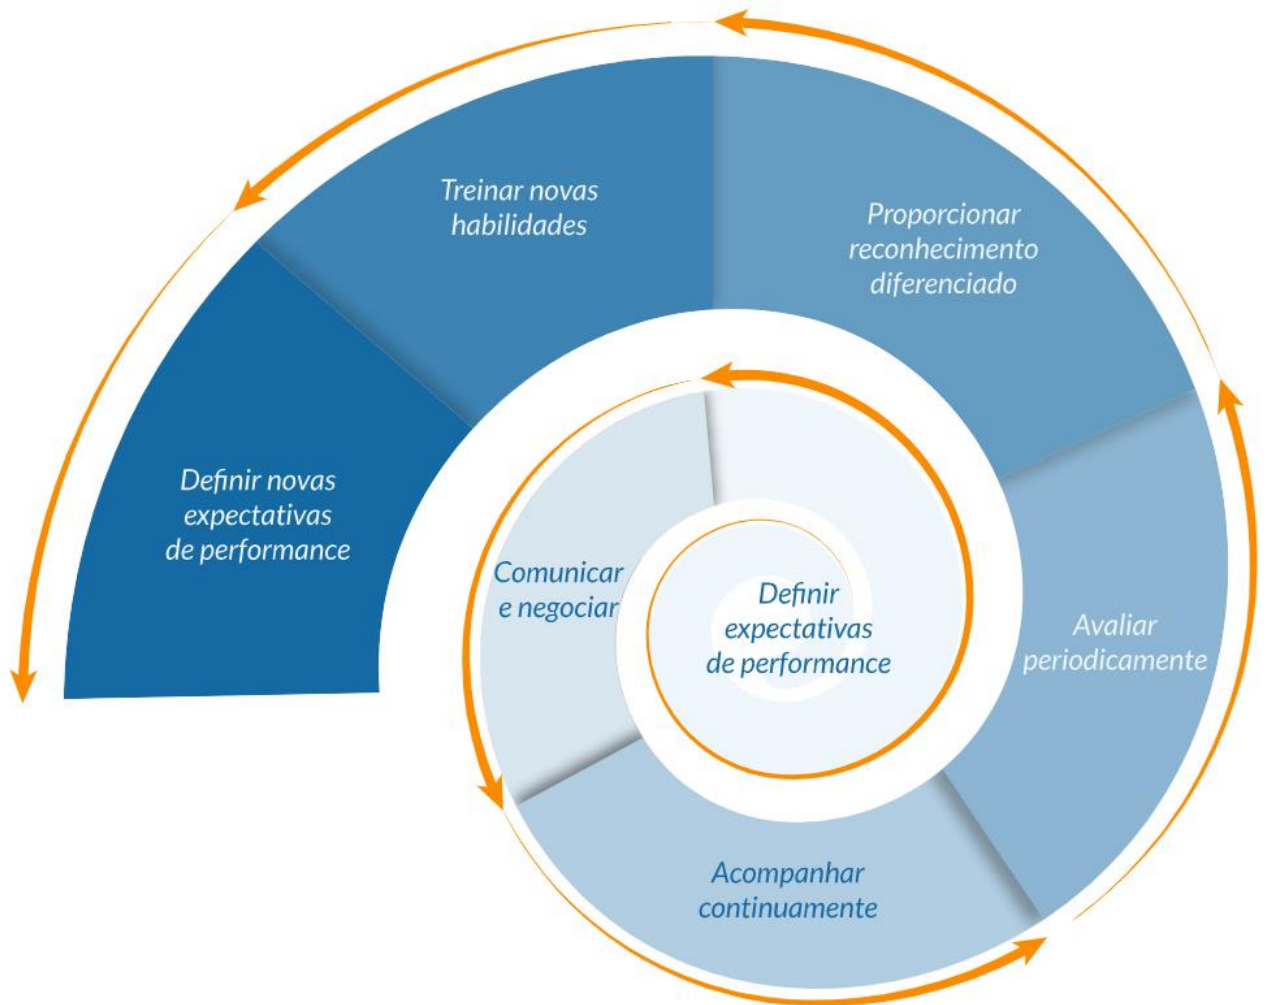 Definir
expectativas
de performance
Comunicar
e negociar
Acompanhar
continuamente
Avaliar
periodicamente
Proporcionar
reconhecimento
diferenciado
Treinar novas
habilidades
Definir novas
expectativas
de performance